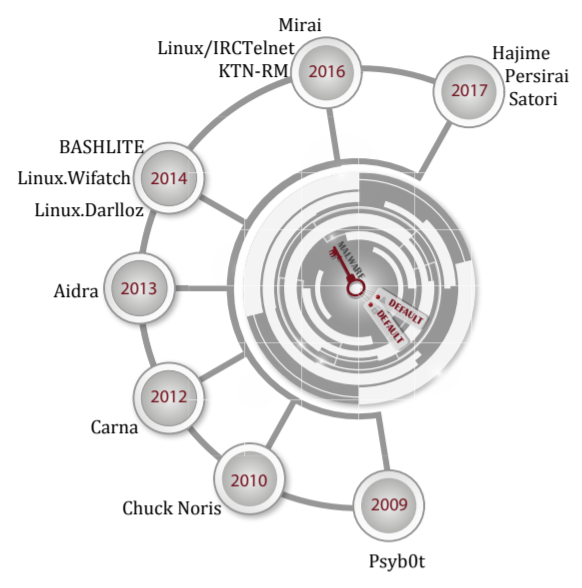 Mirai
Linux/IRCTelnet
KTN-RM
2016
Hajime
Persirai
Satori
2017
BASHLITE
Linux.Wifatch
Linux.Darlloz
2014
Aidra
2013
Carna
2012
Chuck Noris
2010
Psyb0t
2009
MALWARE
DEFAULT
DEFAULT